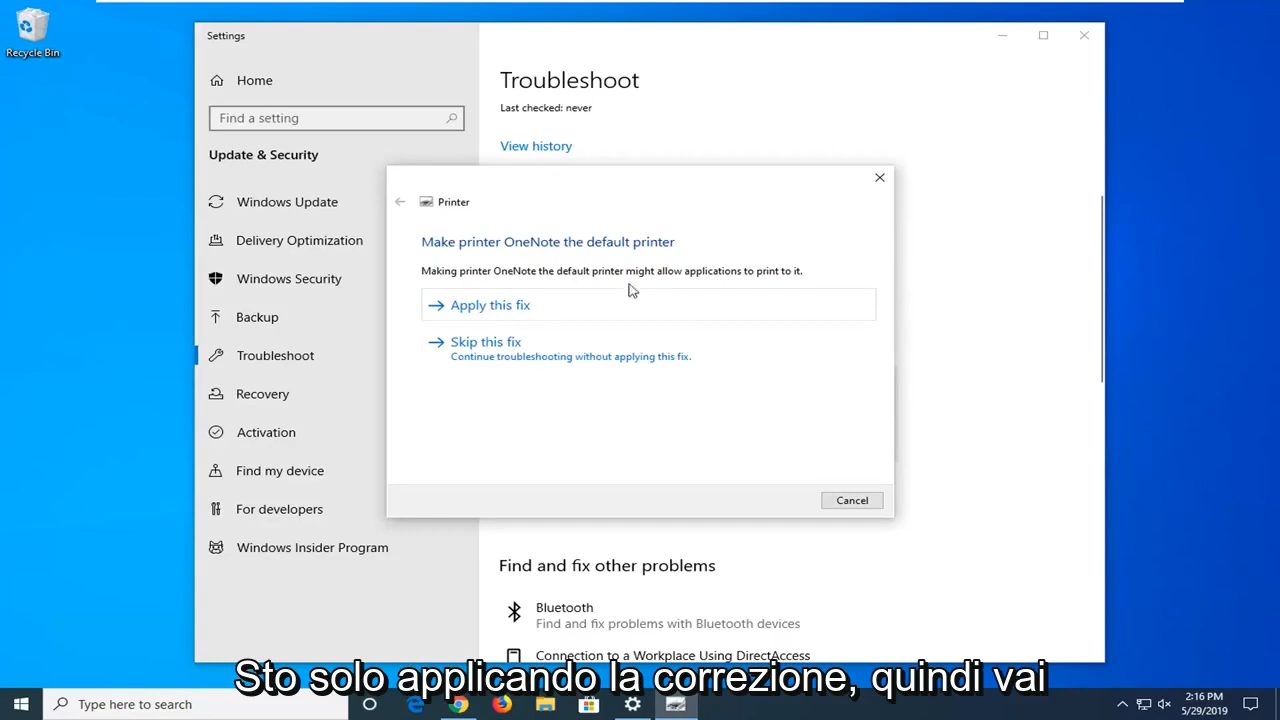 Recycle Bin
Settings
Home
Find a setting
Update & Security
Windows Update
Delivery Optimization
Windows Security
Backup
Troubleshoot
Recovery
Activation
Find my device
For developers
Windows Insider Program
Troubleshoot
Last checked: never
View history
Printer
Make printer OneNote the default printer
Making printer OneNote the default printer might allow applications to print to it.
Apply this fix
Skip this fix
Continue troubleshooting without applying this fix.
Cancel
Find and fix other problems
Bluetooth
Find and fix problems with Bluetooth devices
Connection to a Workplace Using DirectAccess
Sto solo applicando la correzione, quindi vai
Type here to search
2:16 PM
5/29/2019